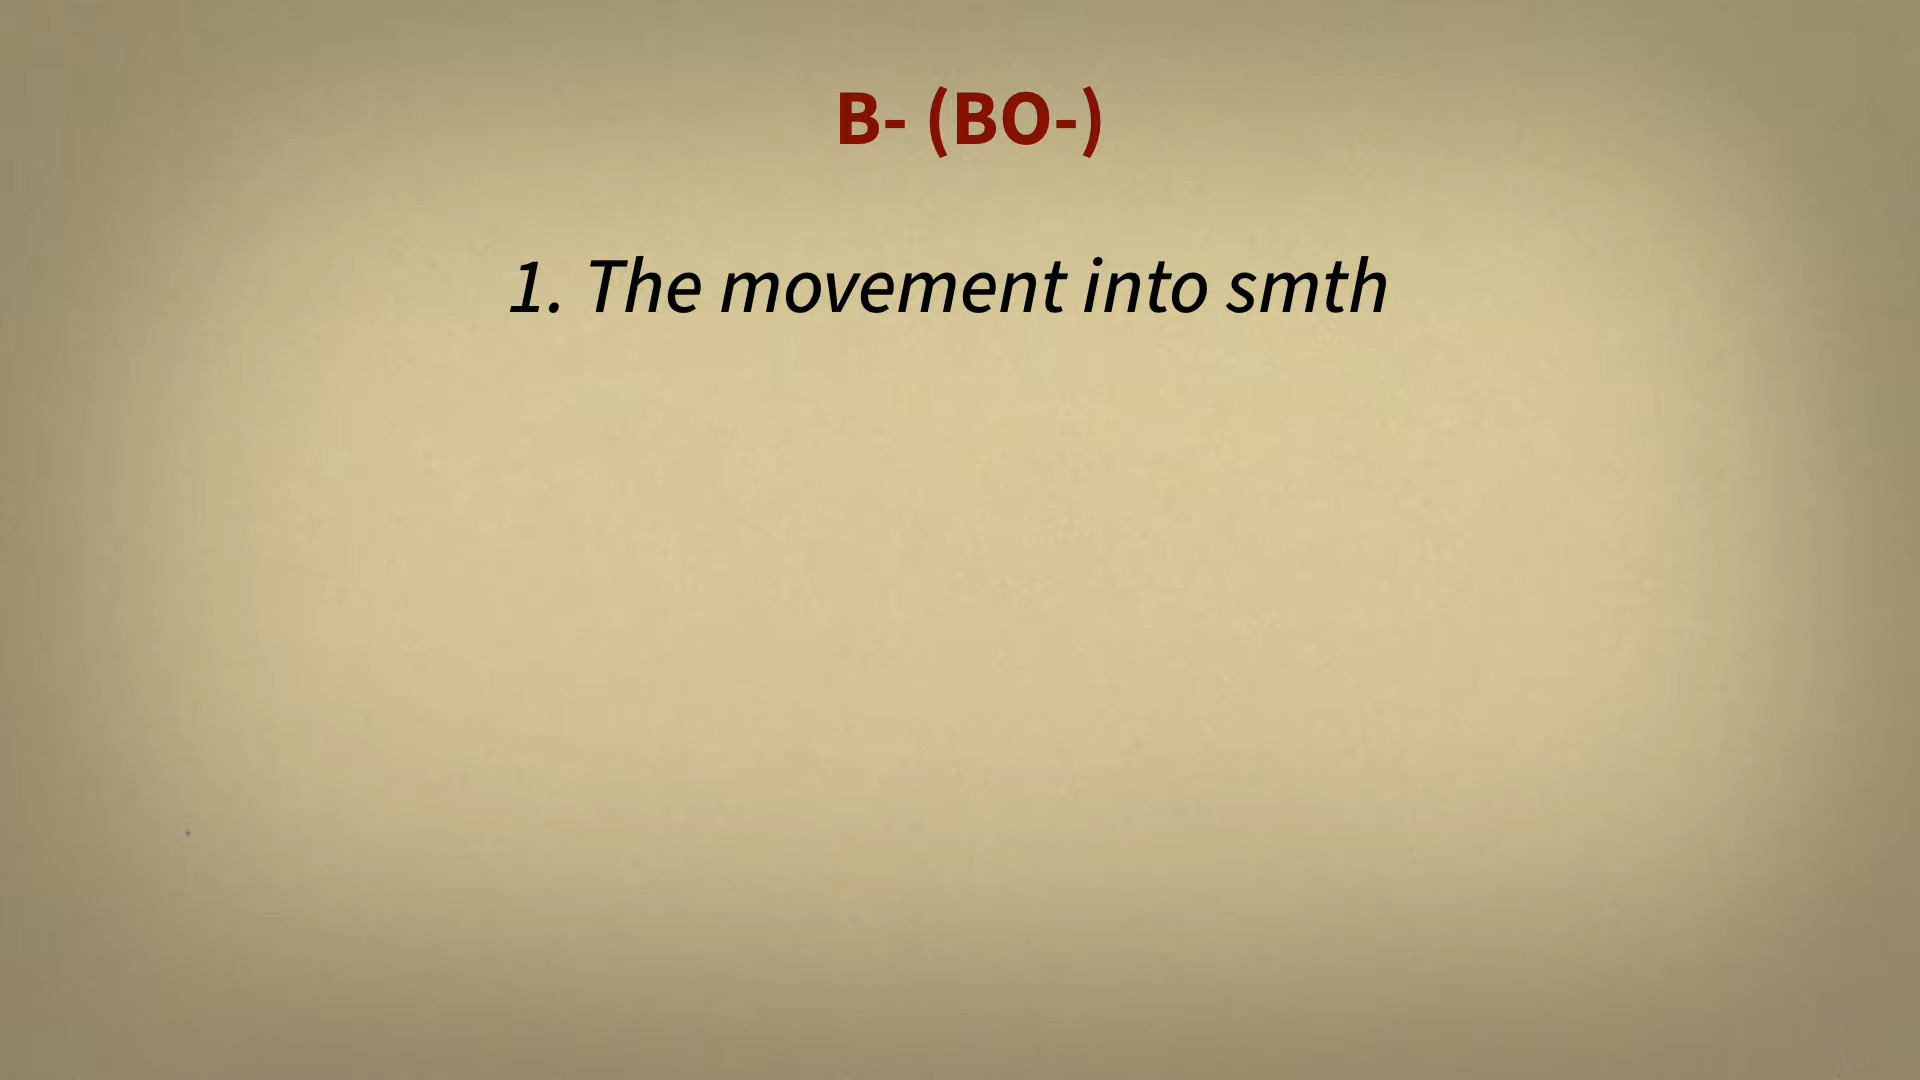 В- (ВО-)
1. The movement into smth